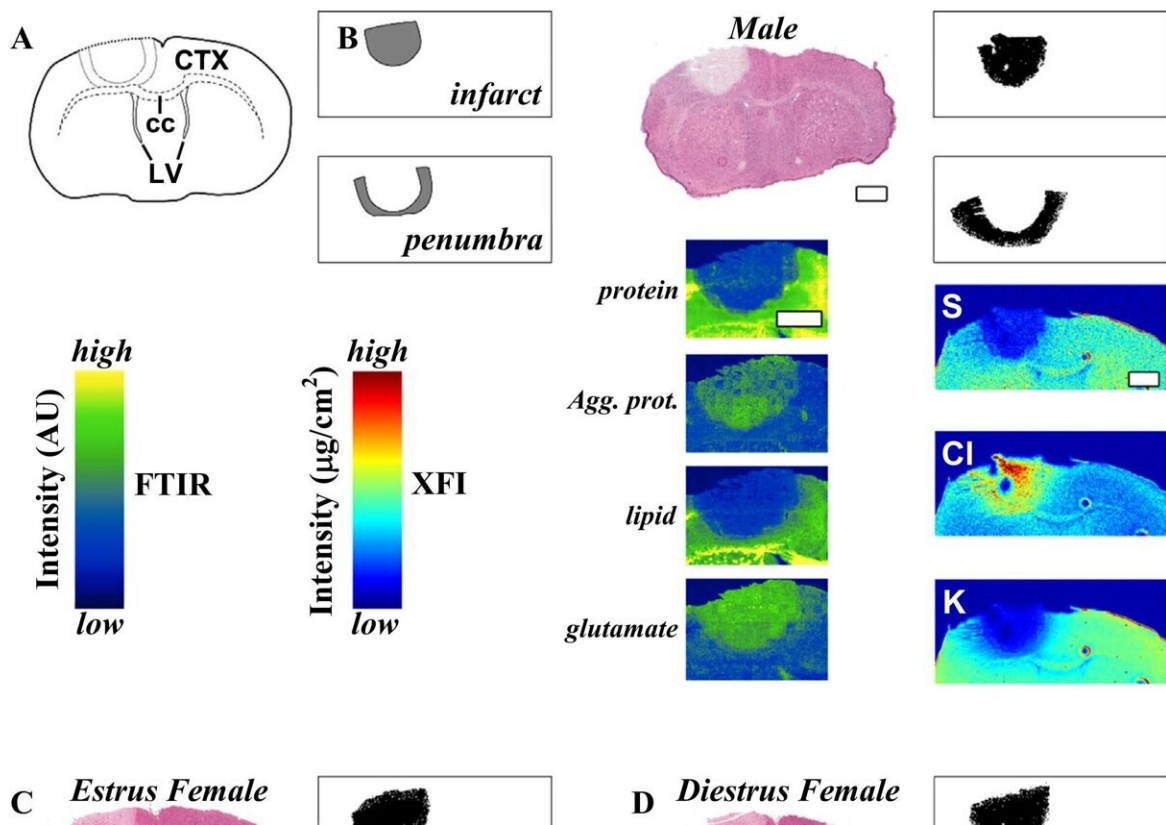 A
CTX
cc
LV
B
infarct
penumbra
Male
high
Intensity (AU)
FTIR
low
high
Intensity (µg/cm²)
XFI
low
protein
Agg. prot.
lipid
glutamate
S
Cl
K
C
Estrus Female
D
Diestrus Female